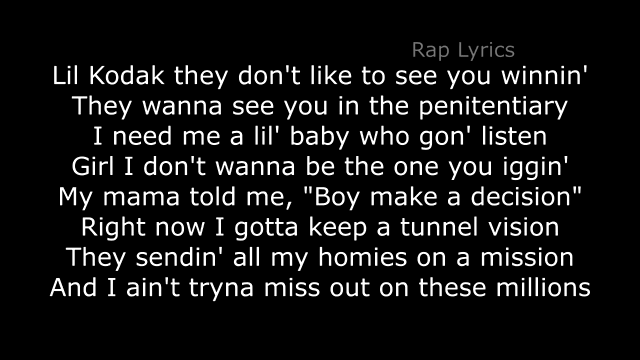 Rap Lyrics
Lil Kodak they don't like to see you winnin'
They wanna see you in the penitentiary
I need me a lil' baby who gon' listen
Girl I don't wanna be the one you iggin'
My mama told me, "Boy make a decision"
Right now I gotta keep a tunnel vision
They sendin' all my homies on a mission
And I ain't tryna miss out on these millions